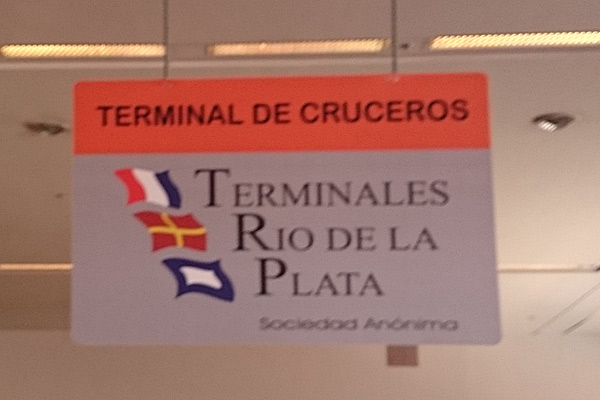 TERMINAL DE CRUCEROS
TERMINALES
RIO DE LA
PLATA
Sociedad Anónima